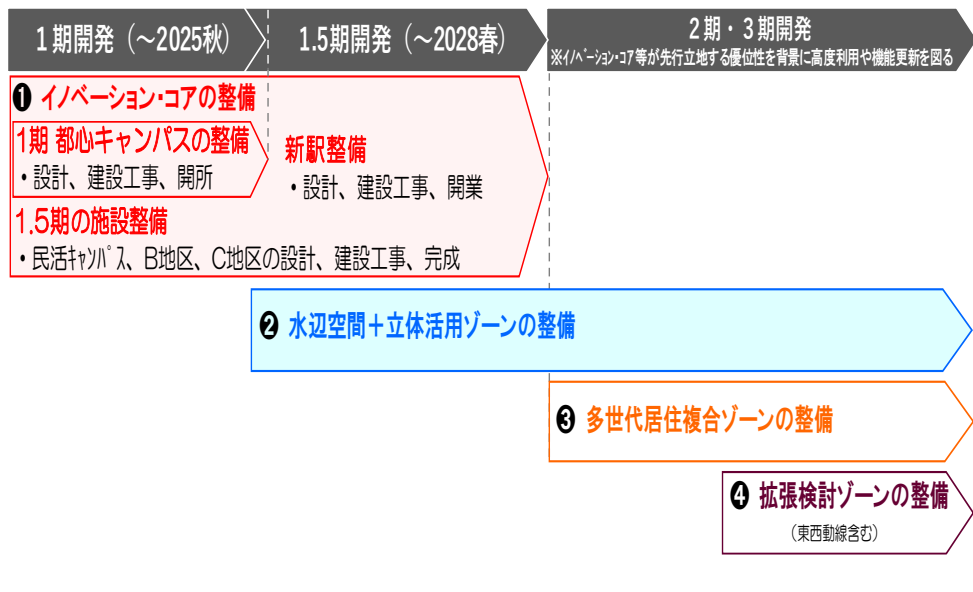 1期開発（～2025秋）
1.5期開発（～2028春）
2期・3期開発
※ｲﾉﾍﾞｰｼｮﾝ･ｺｱ等が先行立地する優位性を背景に高度利用や機能更新を図る
❶ イノベーション・コアの整備
1期 都心キャンパスの整備
・設計、建設工事、開所
新駅整備
・設計、建設工事、開業
1.5期の施設整備
・民活ｷｬﾝﾊﾟｽ、B地区、C地区の設計、建設工事、完成
❷ 水辺空間＋立体活用ゾーンの整備
❸ 多世代居住複合ゾーンの整備
❹ 拡張検討ゾーンの整備
（東西動線含む）